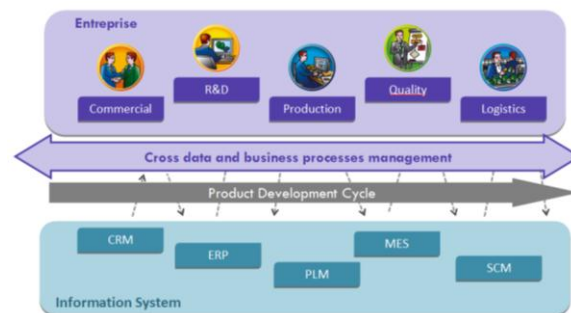 Entreprise
Commercial
R&D
Production
Quality
Logistics
Cross data and business processes management
Product Development Cycle
CRM
ERP
PLM
MES
SCM
Information System